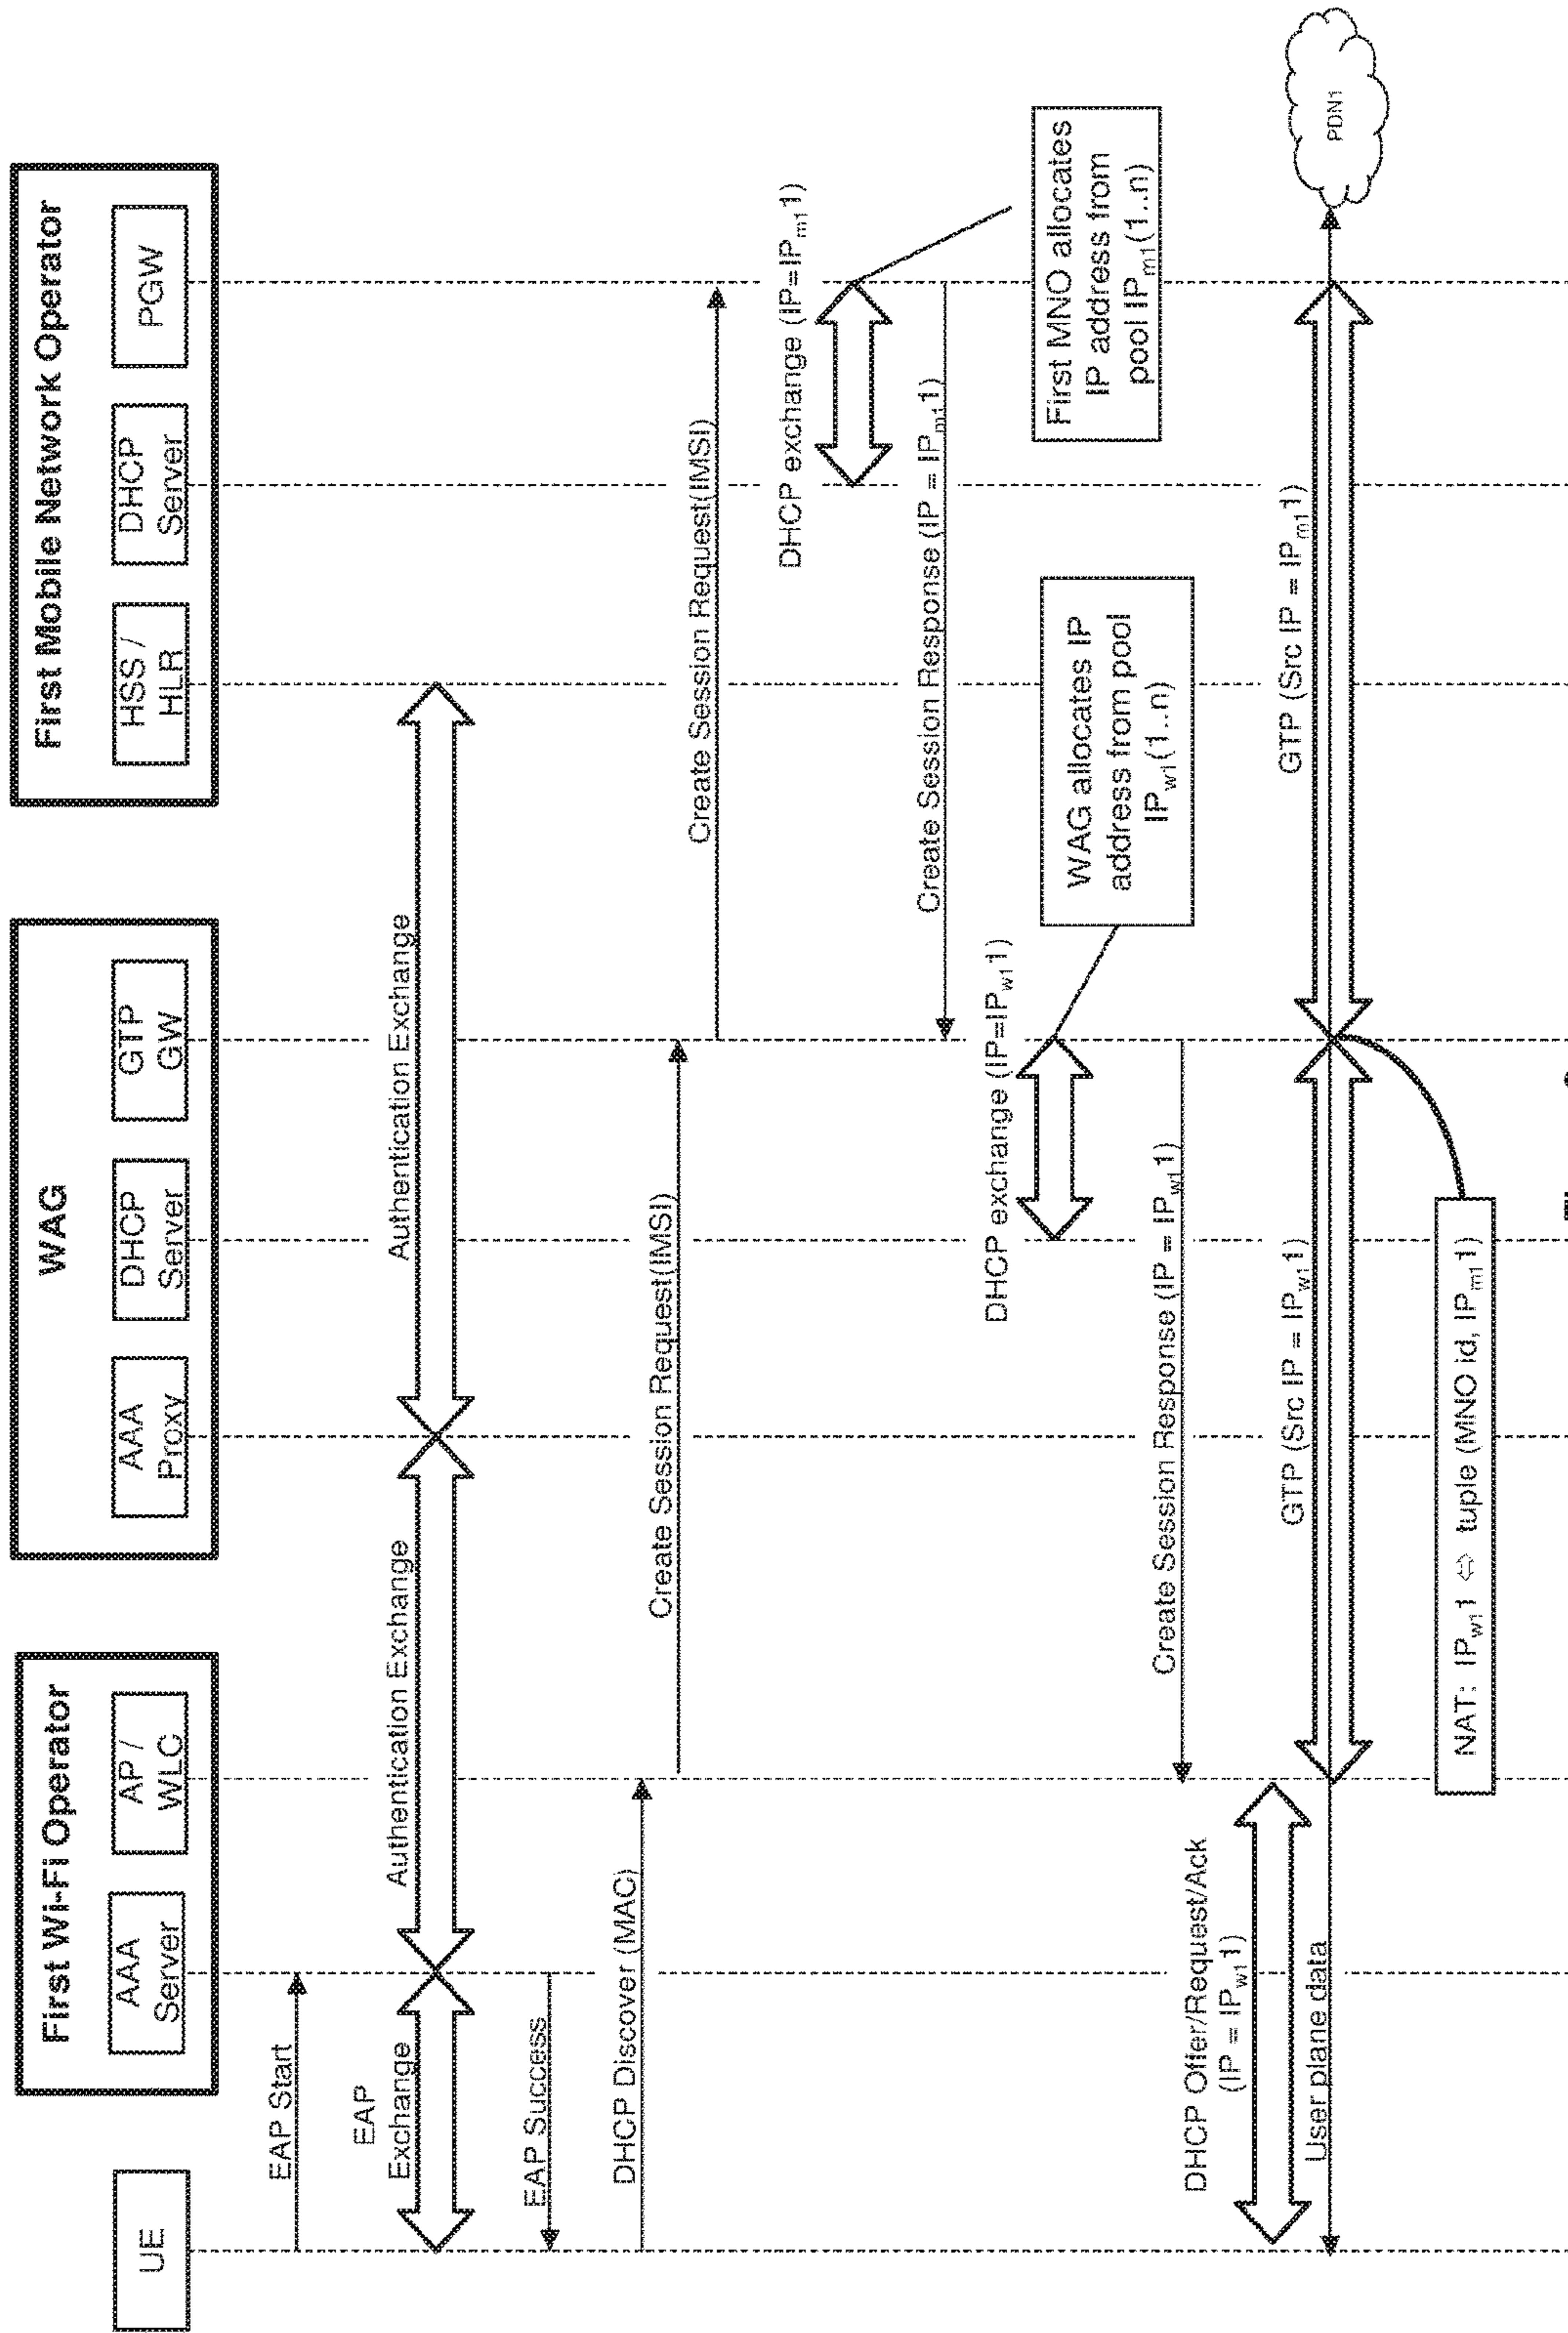 UE
First Wi-Fi Operator
AAA
Server
AP /
WLC
WAG
AAA
Proxy
DHCP
Server
GTP
GW
First Mobile Network Operator
HSS /
HLR
DHCP
Server
PGW
EAP Start
EAP
Exchange
Authentication Exchange
Authentication Exchange
EAP Success
DHCP Discover (MAC)
Create Session Request(IMSI)
Create Session Request(IMSI)
DHCP exchange (IP=IPm11)
Create Session Response (IP = IPm11)
First MNO allocates
IP address from
pool IPm1(1..n)
DHCP exchange (IP=IPw11)
WAG allocates IP
address from pool
IPw1(1..n)
Create Session Response (IP = IPw11)
DHCP Offer/Request/Ack
(IP = IPw11)
User plane data
GTP (Src IP = IPw11)
GTP (Src IP = IPm11)
PDN1
NAT: IPw11 ⇔ tuple (MNO id, IPm11)